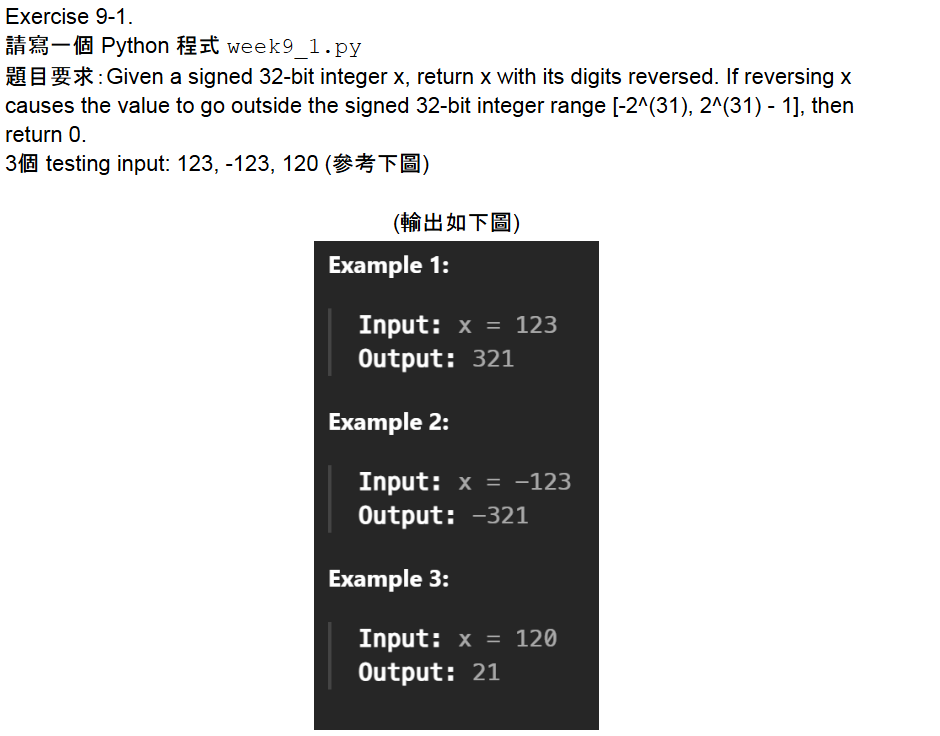 Exercise 9-1.
請寫一個 Python 程式 week9_1.py
題目要求:Given a signed 32-bit integer x, return x with its digits reversed. If reversing x
causes the value to go outside the signed 32-bit integer range [-2^(31), 2^(31) - 1], then
return 0.
3個 testing input: 123, -123, 120 (參考下圖)
(輸出如下圖)
Example 1:
Input: x = 123
Output: 321
Example 2:
Input: x = -123
Output: -321
Example 3:
Input: x = 120
Output: 21